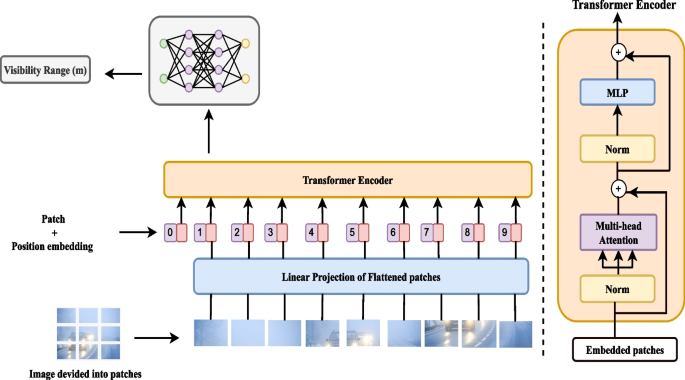 Transformer Encoder
Visibility Range (m)
MLP
Norm
Transformer Encoder
Patch
+
Position embedding
0 1 2 3 4 5 6 7 8 9
Multi-head
Attention
Linear Projection of Flattened patches
Norm
Embedded patches
Image devided into patches